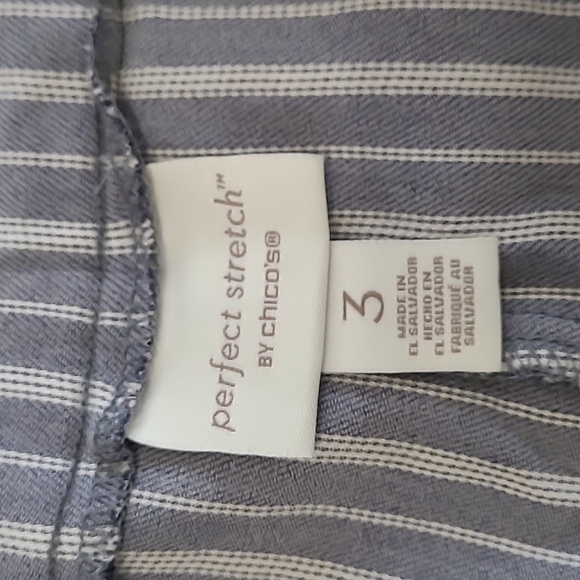 perfect stretch™
BY CHICO'S®
3
MADE IN
EL SALVADOR
HECHO EN
EL SALVADOR
FABRIQUÉ AU
SALVADOR